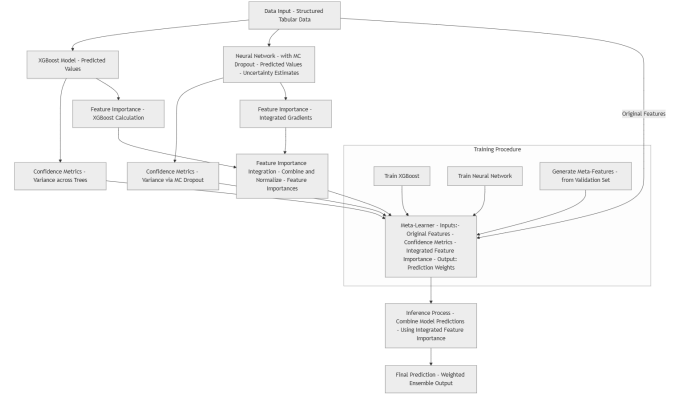 Data Input - Structured
Tabular Data
XGBoost Model - Predicted
Values
Neural Network - with MC
Dropout - Predicted Values
- Uncertainty Estimates
Feature Importance -
XGBoost Calculation
Feature Importance -
Integrated Gradients
Original Features
Confidence Metrics -
Variance across Trees
Confidence Metrics -
Variance via MC Dropout
Feature Importance
Integration - Combine and
Normalize - Feature
Importances
Training Procedure
Train XGBoost
Train Neural Network
Generate Meta-Features -
from Validation Set
Meta-Learner - Inputs:-
Original Features -
Confidence Metrics -
Integrated Feature
Importance - Output:
Prediction Weights
Inference Process -
Combine Model Predictions
- Using Integrated Feature
Importance
Final Prediction - Weighted
Ensemble Output